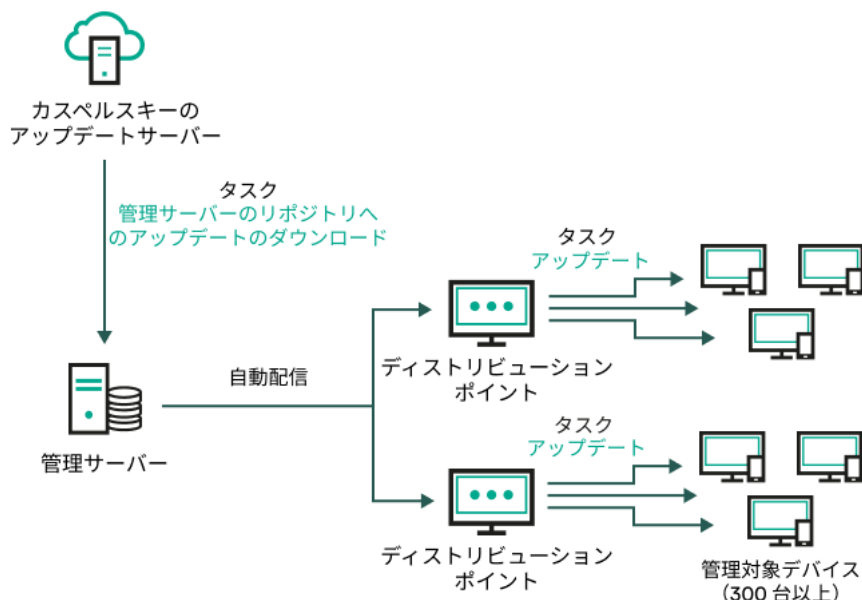 カスペルスキーの
アップデートサーバー
タスク
管理サーバーのリポジトリへ
のアップデートのダウンロード
タスク
アップデート
ディストリビューション
ポイント
自動配信
管理サーバー
タスク
アップデート
ディストリビューション
ポイント
管理対象デバイス
（300 台以上）